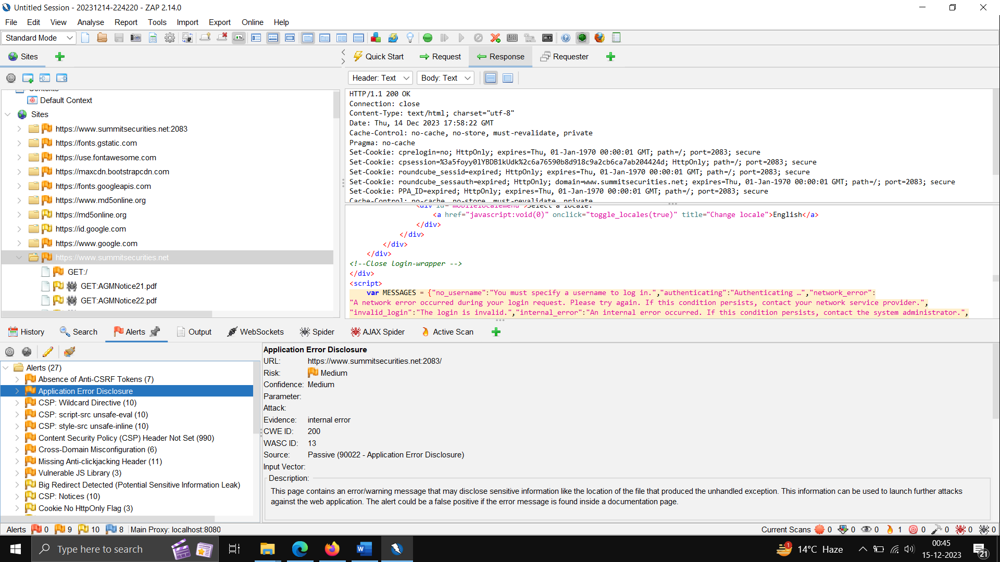 Untitled Session - 20231214-224220 - ZAP 2.14.0
File Edit View Analyse Report Tools Import Export Online Help
Standard Mode
Sites
Quick Start Request Response Requester
Header: Text Body: Text
Contexts
Default Context
Sites
https://www.summitsecurities.net:2083
https://fonts.gstatic.com
https://use.fontawesome.com
https://maxcdn.bootstrapcdn.com
https://fonts.googleapis.com
https://www.md5online.org
https://md5online.org
https://id.google.com
https://www.google.com
https://www.summitsecurities.net
GET:/
GET:AGMNotice21.pdf
GET:AGMNotice22.pdf
HTTP/1.1 200 OK
Connection: close
Content-Type: text/html; charset="utf-8"
Date: Thu, 14 Dec 2023 17:58:22 GMT
Cache-Control: no-cache, no-store, must-revalidate, private
Pragma: no-cache
Set-Cookie: cprelogin=no; HttpOnly; expires=Thu, 01-Jan-1970 00:00:01 GMT; path=/; port=2083; secure
Set-Cookie: cpsession=%3a5foyy0lYBDB1kUdk%2c6a76590b8d918c9a2cb6ca7ab204424d; HttpOnly; path=/; port=2083; secure
Set-Cookie: roundcube_sessid=expired; HttpOnly; expires=Thu, 01-Jan-1970 00:00:01 GMT; path=/; port=2083; secure
Set-Cookie: roundcube_sessauth=expired; HttpOnly; domain=www.summitsecurities.net; expires=Thu, 01-Jan-1970 00:00:01 GMT; path=/; port=2083; secure
Set-Cookie: PPA_ID=expired; HttpOnly; expires=Thu, 01-Jan-1970 00:00:01 GMT; path=/; port=2083; secure
Cache-Control: no-cache, no-store, must-revalidate, private
<div id="mobilelocalemenu">Select a locale:
<a href="javascript:void(0)" onclick="toggle_locales(true)" title="Change locale">English</a>
</div>
</div>
</div>
</div>
<!--Close login-wrapper -->
</div>
<script>
var MESSAGES = {"no_username":"You must specify a username to log in.","authenticating":"Authenticating …","network_error":
"A network error occurred during your login request. Please try again. If this condition persists, contact your network service provider.",
"invalid_login":"The login is invalid.","internal_error":"An internal error occurred. If this condition persists, contact the system administrator.",
History Search Alerts Output WebSockets Spider AJAX Spider Active Scan
Alerts (27)
Absence of Anti-CSRF Tokens (7)
Application Error Disclosure
CSP: Wildcard Directive (10)
CSP: script-src unsafe-eval (10)
CSP: style-src unsafe-inline (10)
Content Security Policy (CSP) Header Not Set (990)
Cross-Domain Misconfiguration (6)
Missing Anti-clickjacking Header (11)
Vulnerable JS Library (3)
Big Redirect Detected (Potential Sensitive Information Leak)
CSP: Notices (10)
Cookie No HttpOnly Flag (3)
Application Error Disclosure
URL: https://www.summitsecurities.net:2083/
Risk: Medium
Confidence: Medium
Parameter:
Attack:
Evidence: internal error
CWE ID: 200
WASC ID: 13
Source: Passive (90022 - Application Error Disclosure)
Input Vector:
Description:
This page contains an error/warning message that may disclose sensitive information like the location of the file that produced the unhandled exception. This information can be used to launch further attacks
against the web application. The alert could be a false positive if the error message is found inside a documentation page.
Alerts 0 9 10 8 Main Proxy: localhost:8080
Current Scans 0 0 0 1 0 0 0 0
Type here to search
1 14°C Haze
00:45
15-12-2023
21